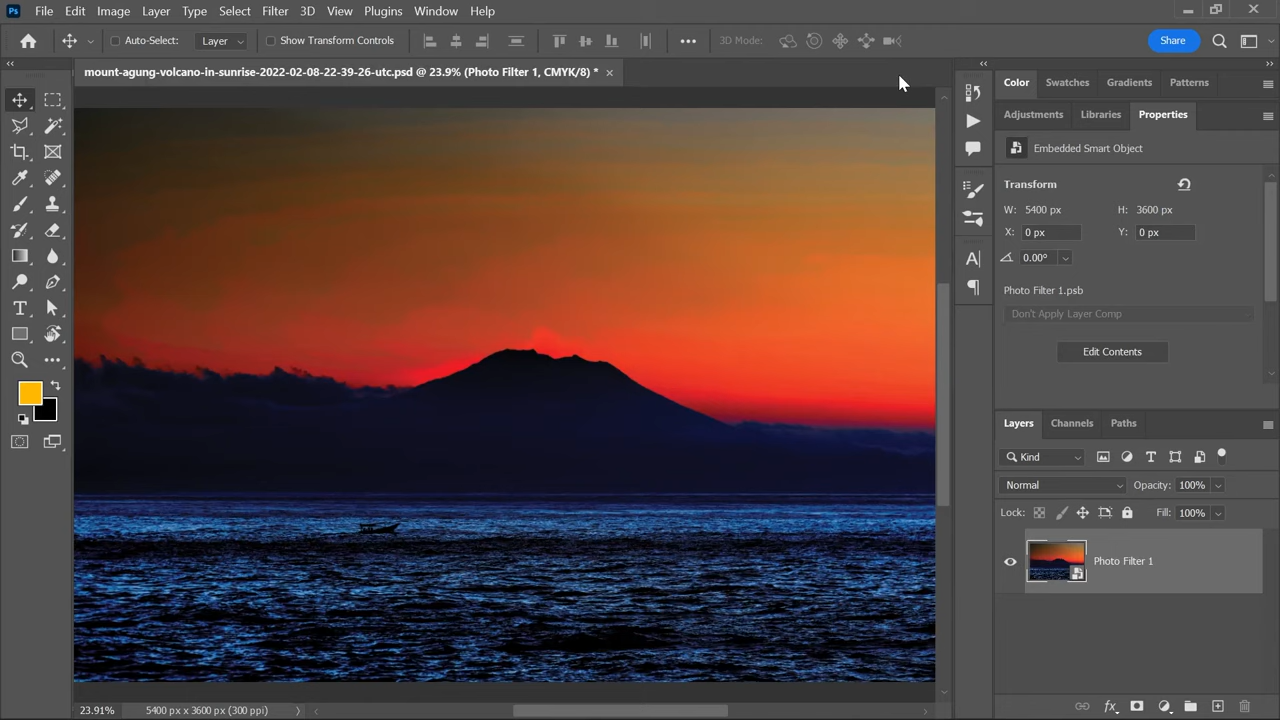 Ps File Edit Image Layer Type Select Filter 3D View Plugins Window Help
Auto-Select: Layer Show Transform Controls 3D Mode: Share
mount-agung-volcano-in-sunrise-2022-02-08-22-39-26-utc.psd @ 23.9% (Photo Filter 1, CMYK/8) *
Color Swatches Gradients Patterns
Adjustments Libraries Properties
Embedded Smart Object
Transform
W: 5400 px H: 3600 px
X: 0 px Y: 0 px
0.00°
Photo Filter 1.psb
Don't Apply Layer Comp
Edit Contents
Layers Channels Paths
Kind
Normal Opacity: 100%
Lock: Fill: 100%
Photo Filter 1
23.91% 5400 px x 3600 px (300 ppi)